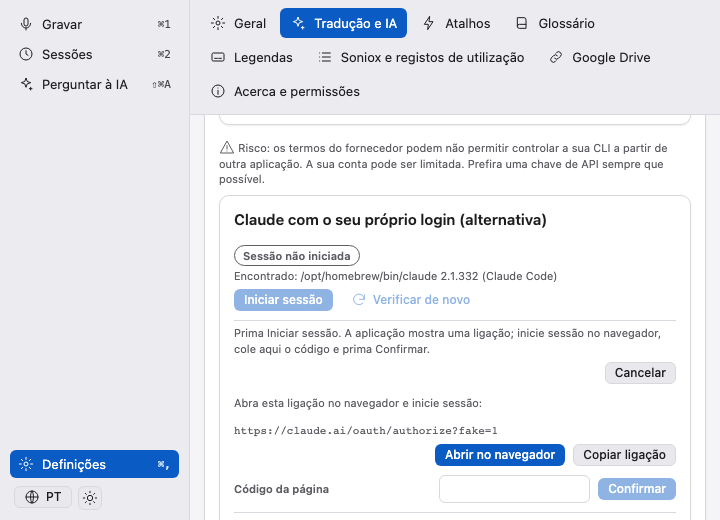 Gravar ⌘1
Sessões ⌘2
Perguntar à IA ⇧⌘A
Geral
Tradução e IA
Atalhos
Glossário
Legendas
Soniox e registos de utilização
Google Drive
Acerca e permissões
Risco: os termos do fornecedor podem não permitir controlar a sua CLI a partir de
outra aplicação. A sua conta pode ser limitada. Prefira uma chave de API sempre que
possível.
Claude com o seu próprio login (alternativa)
Sessão não iniciada
Encontrado: /opt/homebrew/bin/claude 2.1.332 (Claude Code)
Iniciar sessão
Verificar de novo
Prima Iniciar sessão. A aplicação mostra uma ligação; inicie sessão no navegador,
cole aqui o código e prima Confirmar.
Cancelar
Abra esta ligação no navegador e inicie sessão:
https://claude.ai/oauth/authorize?fake=1
Abrir no navegador
Copiar ligação
Código da página
Confirmar
Definições ⌘,
PT